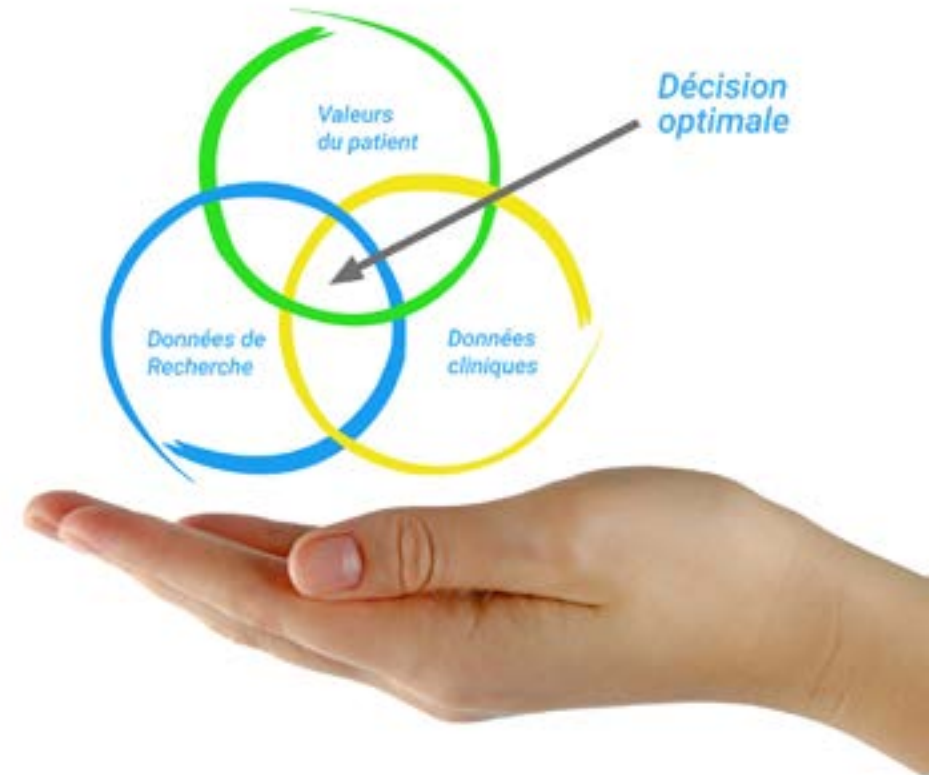 Valeurs
du patient
Décision
optimale
Données de
Recherche
Données
cliniques